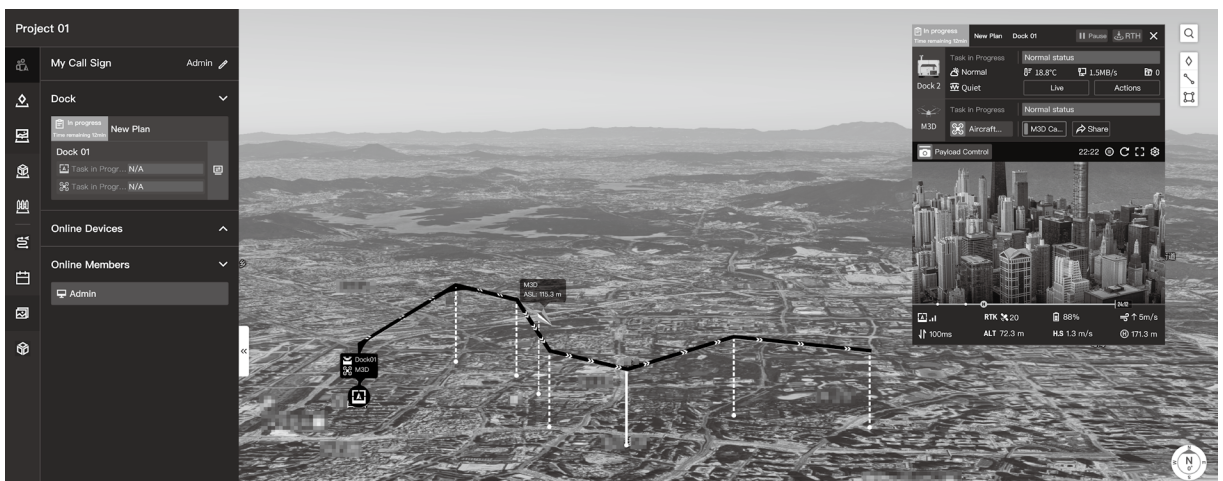 Project 01
My Call Sign
Admin
Dock
In progress
Time remaining 12min
New Plan
Dock 01
Task in Progr... N/A
Task in Progr... N/A
Online Devices
Online Members
Admin
M3D
ASL: 115.3 m
Dock01
M3D
In progress
Time remaining 12min
New Plan
Dock 01
Pause
RTH
Task in Progress
Normal status
Normal
18.8°C
1.5MB/s
0
Dock 2
Quiet
Live
Actions
Task in Progress
Normal status
M3D
Aircraft...
M3D Ca...
Share
Payload Comtrol
22:22
RTK 20
88%
5m/s
100ms
ALT 72.3 m
H.S 1.3 m/s
H 171.3 m
N
0°